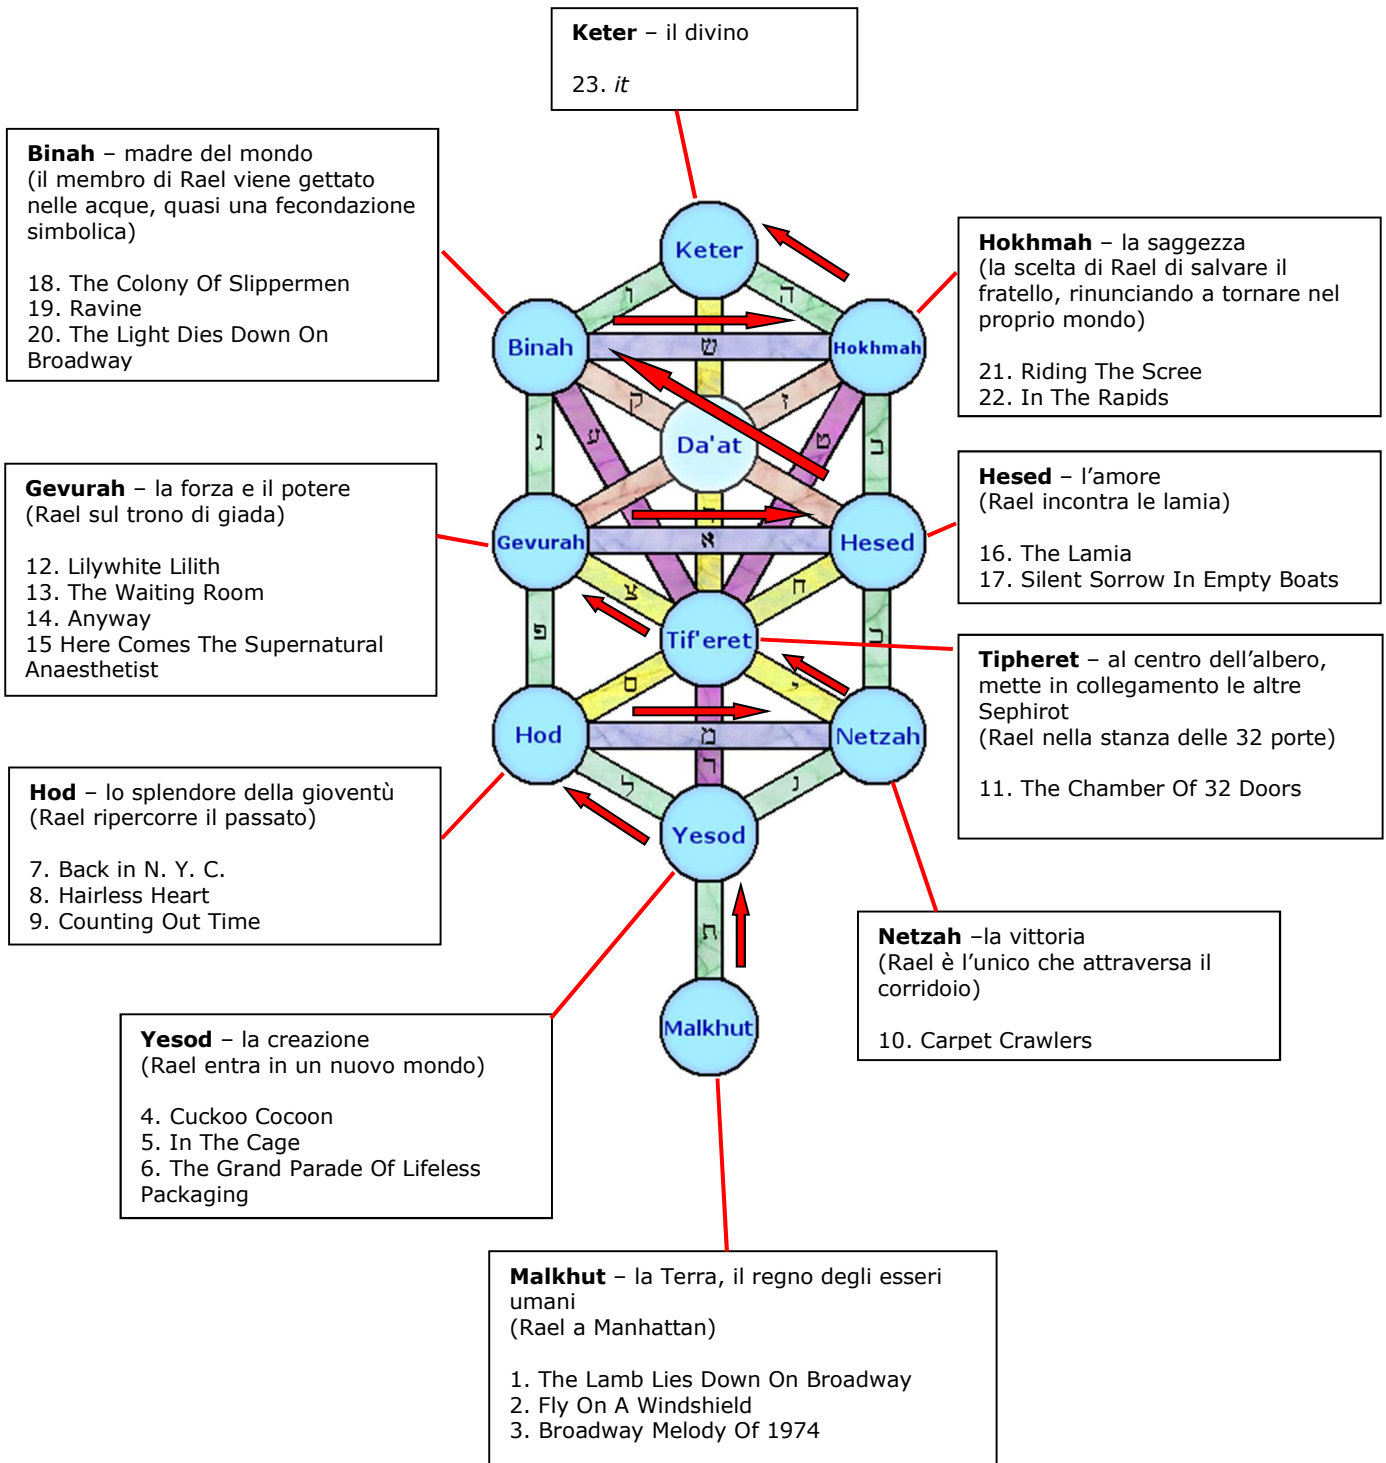 Keter – il divino
23. it
Binah – madre del mondo
(il membro di Rael viene gettato
nelle acque, quasi una fecondazione
simbolica)
18. The Colony Of Slippermen
19. Ravine
20. The Light Dies Down On
Broadway
Hokhmah – la saggezza
(la scelta di Rael di salvare il
fratello, rinunciando a tornare nel
proprio mondo)
21. Riding The Scree
22. In The Rapids
Gevurah – la forza e il potere
(Rael sul trono di giada)
12. Lilywhite Lilith
13. The Waiting Room
14. Anyway
15 Here Comes The Supernatural
Anaesthetist
Hesed – l’amore
(Rael incontra le lamia)
16. The Lamia
17. Silent Sorrow In Empty Boats
Tipheret – al centro dell’albero,
mette in collegamento le altre
Sephirot
(Rael nella stanza delle 32 porte)
11. The Chamber Of 32 Doors
Hod – lo splendore della gioventù
(Rael ripercorre il passato)
7. Back in N. Y. C.
8. Hairless Heart
9. Counting Out Time
Netzah –la vittoria
(Rael è l’unico che attraversa il
corridoio)
10. Carpet Crawlers
Yesod – la creazione
(Rael entra in un nuovo mondo)
4. Cuckoo Cocoon
5. In The Cage
6. The Grand Parade Of Lifeless
Packaging
Malkhut – la Terra, il regno degli esseri
umani
(Rael a Manhattan)
1. The Lamb Lies Down On Broadway
2. Fly On A Windshield
3. Broadway Melody Of 1974
Keter
ו
ה
Binah
ש
Hokhmah
ק
ז
ג
ע
Da'at
ט
ב
Gevurah
א
Hesed
צ
ח
פ
Tif'eret
כ
ס
י
Hod
מ
Netzah
ל
ר
נ
Yesod
ת
Malkhut